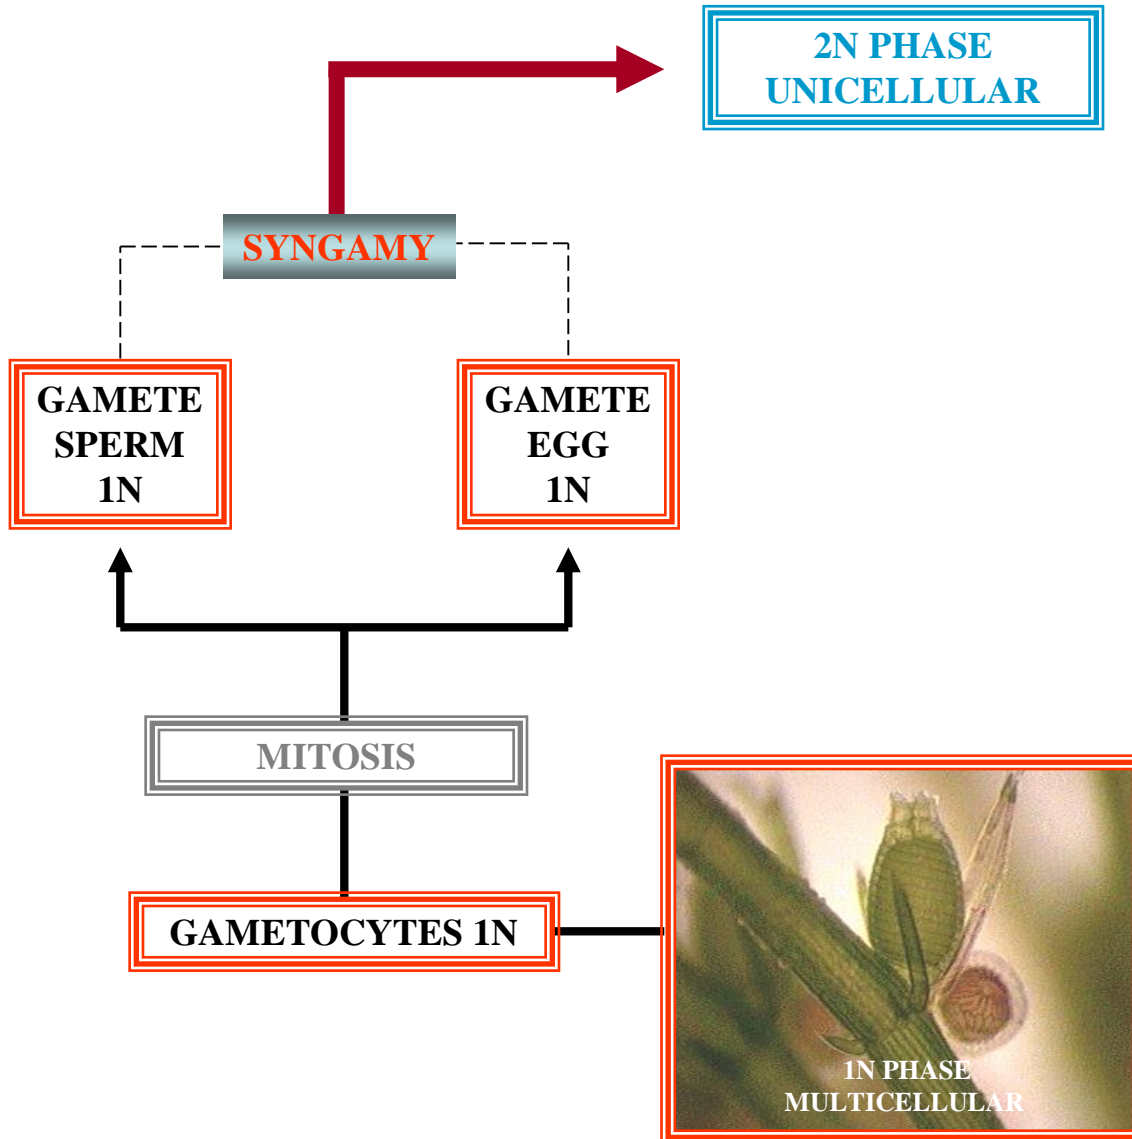 2N PHASE
UNICELLULAR
SYNGAMY
GAMETE
SPERM
1N
GAMETE
EGG
1N
MITOSIS
GAMETOCYTES 1N
1N PHASE
MULTICELLULAR